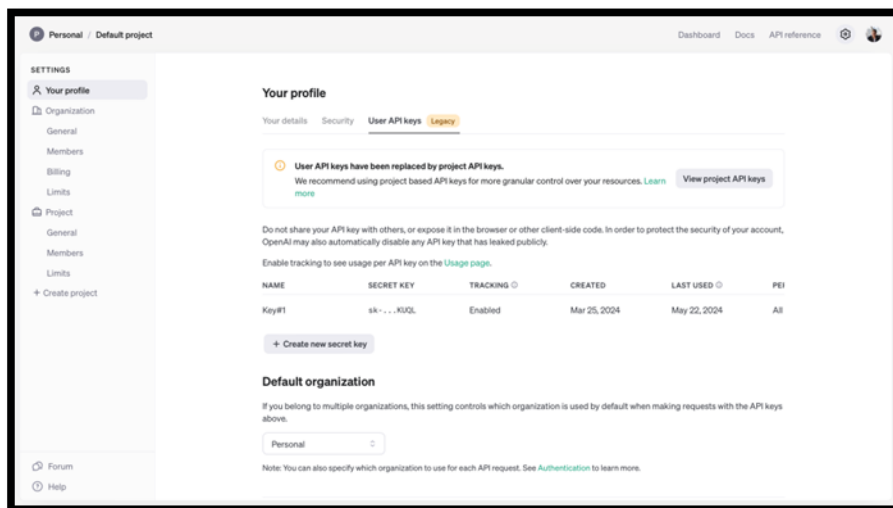 P Personal / Default project
Dashboard Docs API reference
SETTINGS
Your profile
Organization
General
Members
Billing
Limits
Project
General
Members
Limits
+ Create project
Forum
Help
Your profile
Your details Security User API keys Legacy
User API keys have been replaced by project API keys.
We recommend using project based API keys for more granular control over your resources. Learn
more
View project API keys
Do not share your API key with others, or expose it in the browser or other client-side code. In order to protect the security of your account,
OpenAI may also automatically disable any API key that has leaked publicly.
Enable tracking to see usage per API key on the Usage page.
NAME SECRET KEY TRACKING CREATED LAST USED PEI
Key#1 sk-...KUQL Enabled Mar 25, 2024 May 22, 2024 All
+ Create new secret key
Default organization
If you belong to multiple organizations, this setting controls which organization is used by default when making requests with the API keys
above.
Personal
Note: You can also specify which organization to use for each API request. See Authentication to learn more.